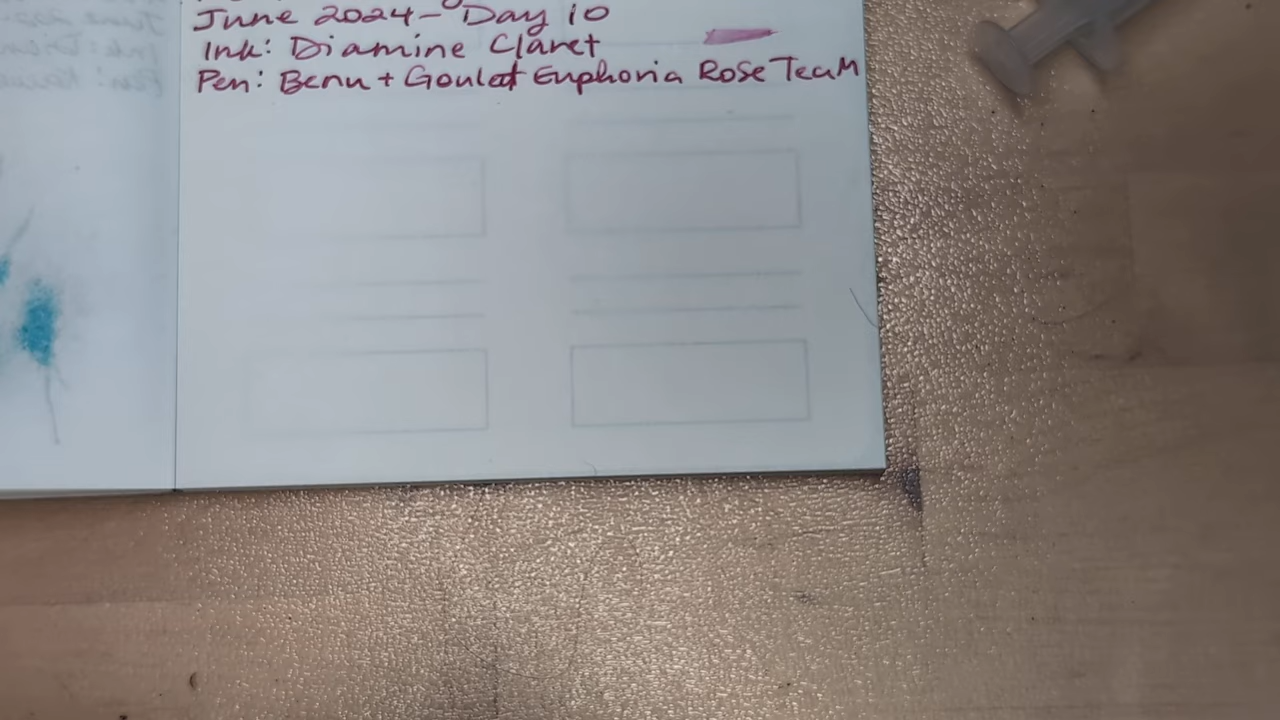 June 2024 - Day 10
Ink: Diamine Claret
Pen: Benu + Goulet Euphoria Rose TeaM